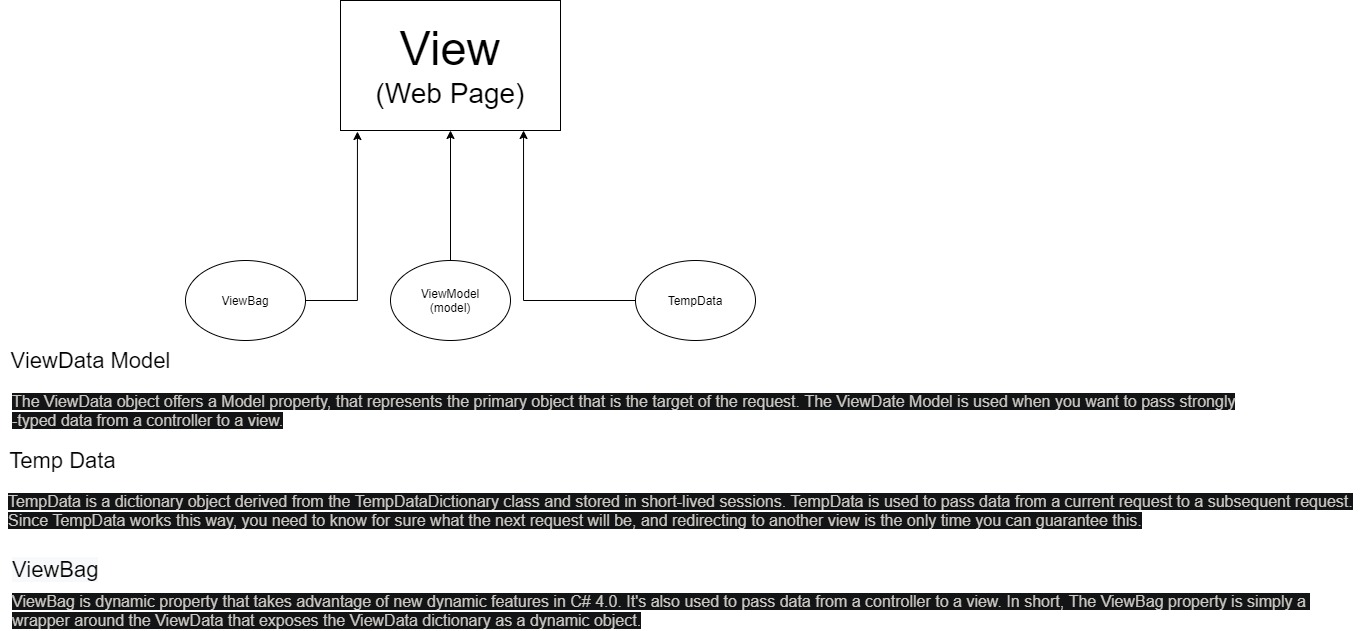 View
(Web Page)
ViewBag
ViewModel
(model)
TempData
ViewData Model
The ViewData object offers a Model property, that represents the primary object that is the target of the request. The ViewDate Model is used when you want to pass strongly
-typed data from a controller to a view.
Temp Data
TempData is a dictionary object derived from the TempDataDictionary class and stored in short-lived sessions. TempData is used to pass data from a current request to a subsequent request.
Since TempData works this way, you need to know for sure what the next request will be, and redirecting to another view is the only time you can guarantee this.
ViewBag
ViewBag is dynamic property that takes advantage of new dynamic features in C# 4.0. It's also used to pass data from a controller to a view. In short, The ViewBag property is simply a
wrapper around the ViewData that exposes the ViewData dictionary as a dynamic object.